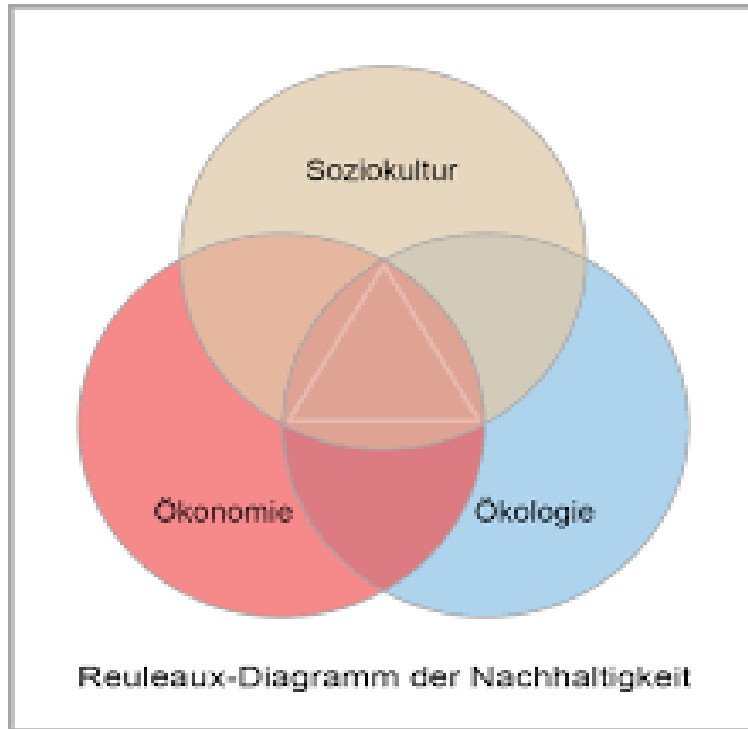 Soziokultur
Ökonomie
Ökologie
Reuleaux-Diagramm der Nachhaltigkeit